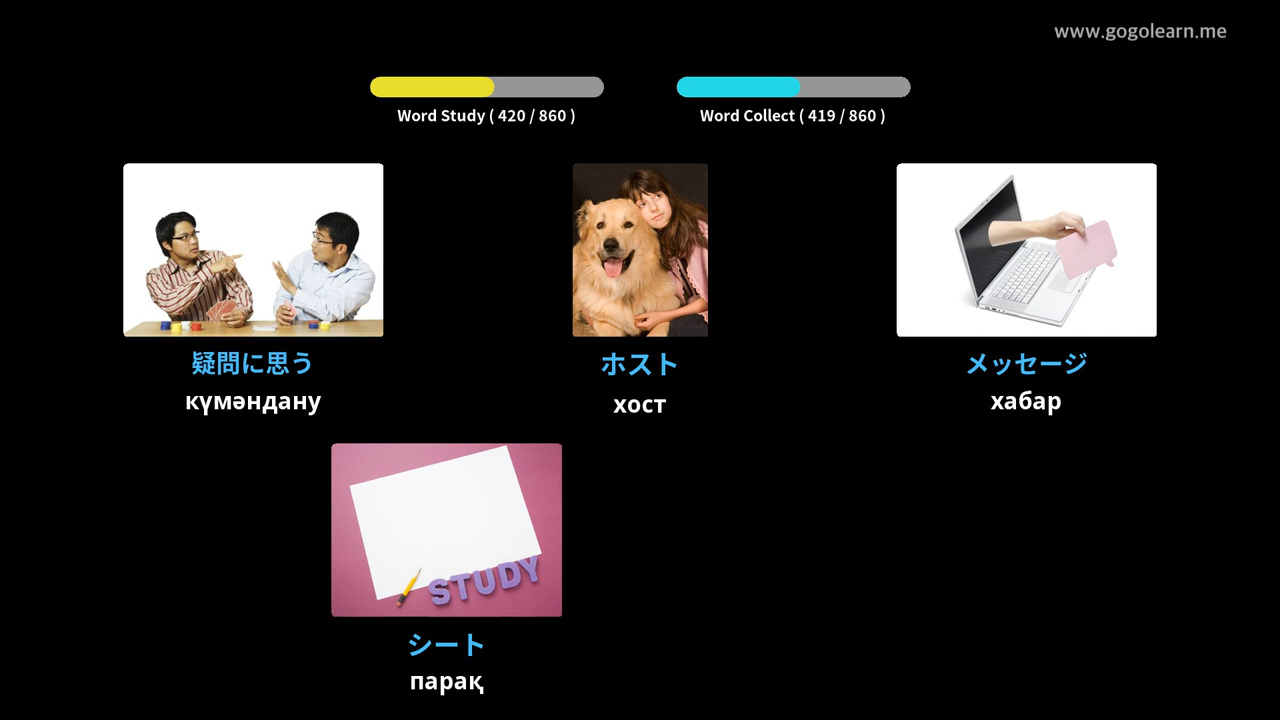 www.gogolearn.me
Word Study ( 420 / 860 )
Word Collect ( 419 / 860 )
疑問に思う
ホスト
メッセージ
күмәндану
хост
хабар
STUDY
シート
парақ